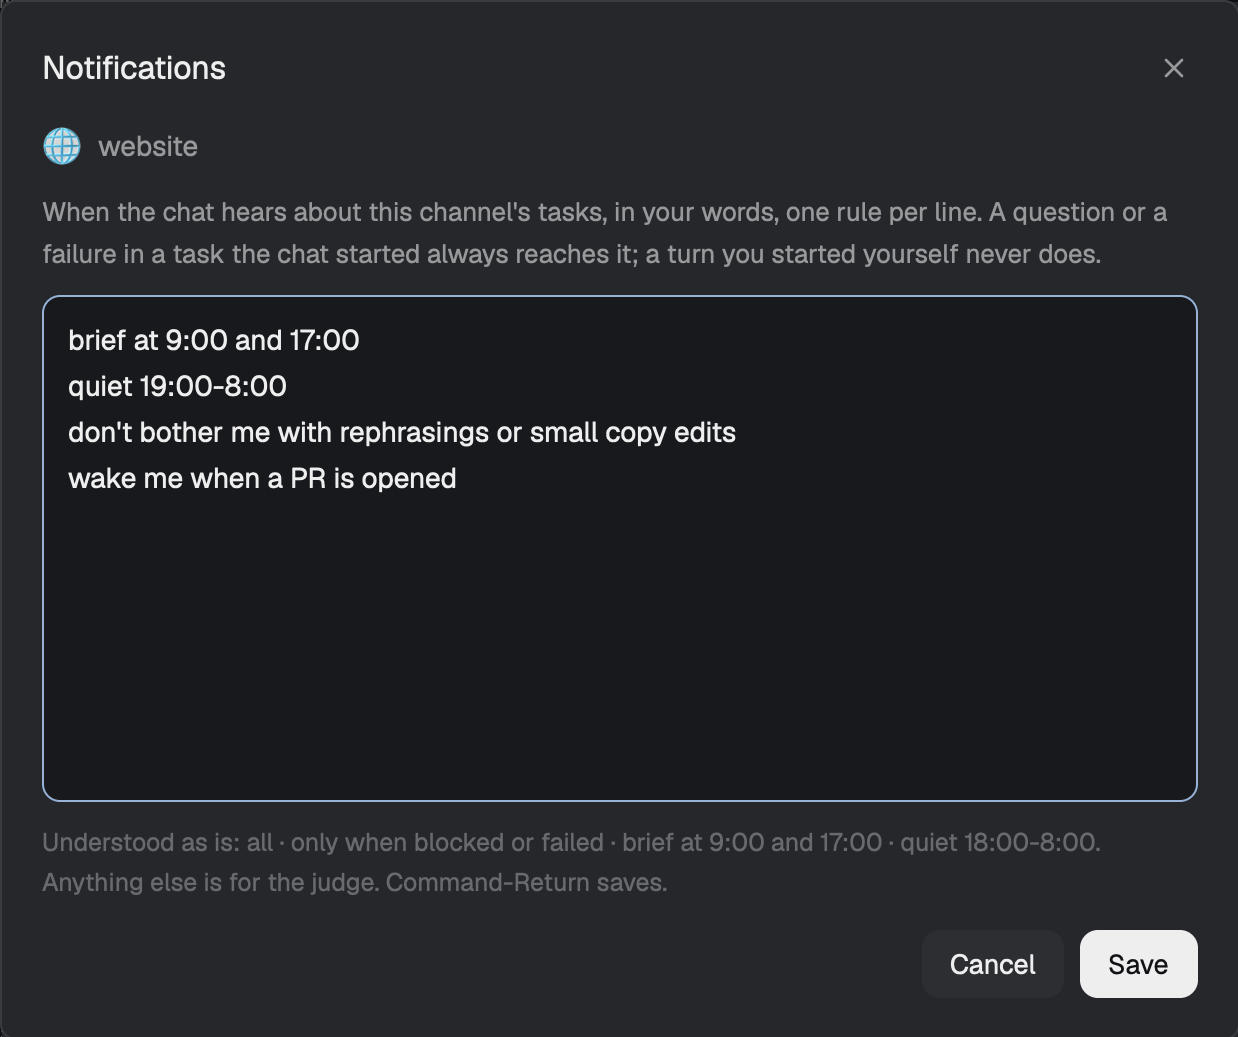 Notifications
website
When the chat hears about this channel's tasks, in your words, one rule per line. A question or a
failure in a task the chat started always reaches it; a turn you started yourself never does.
brief at 9:00 and 17:00
quiet 19:00-8:00
don't bother me with rephrasings or small copy edits
wake me when a PR is opened
Understood as is: all · only when blocked or failed · brief at 9:00 and 17:00 · quiet 18:00-8:00.
Anything else is for the judge. Command-Return saves.
Cancel
Save